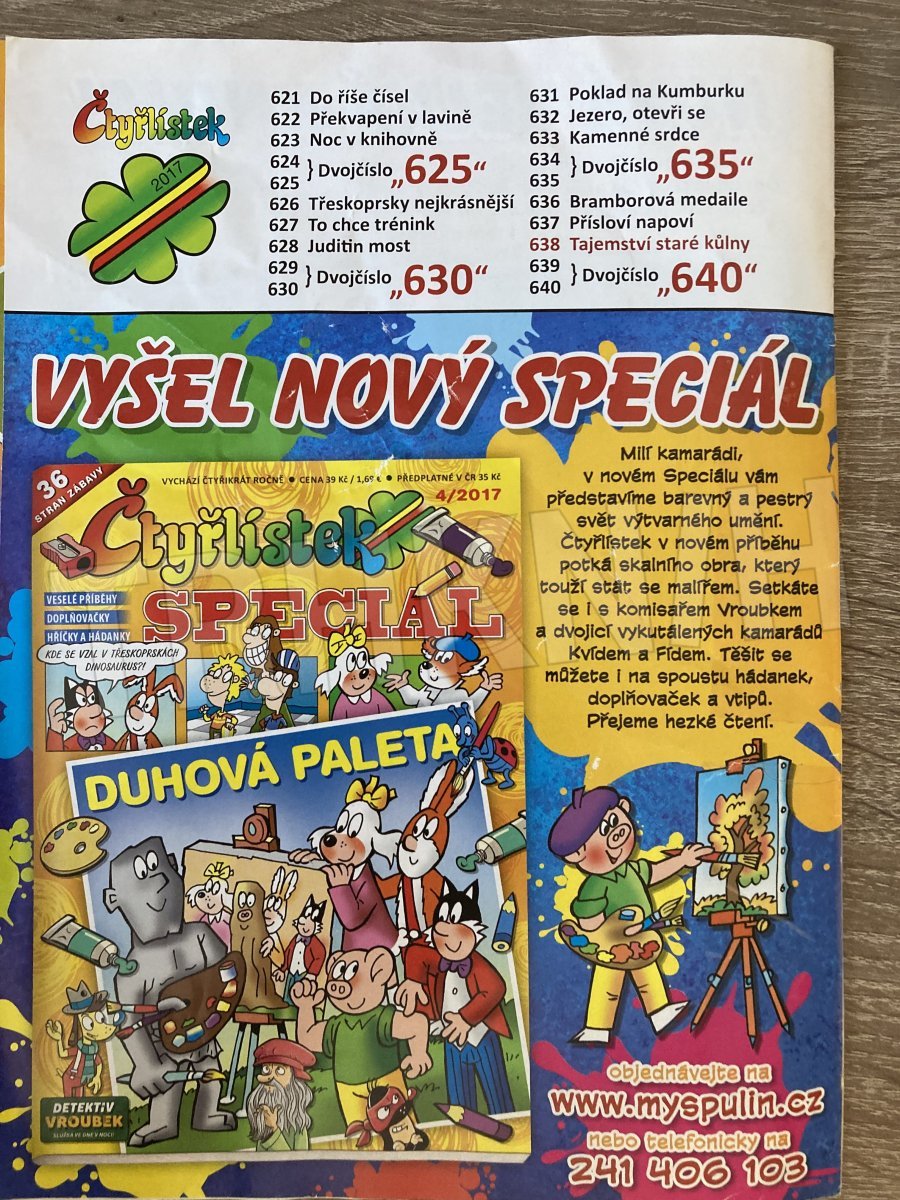 Čtyřlístek
2017
621 Do říše čísel
622 Překvapení v lavině
623 Noc v knihovně
624
625 } Dvojčíslo „625“
626 Třeskoprsky nejkrásnější
627 To chce trénink
628 Juditin most
629
630 } Dvojčíslo „630“
631 Poklad na Kumburku
632 Jezero, otevři se
633 Kamenné srdce
634
635 } Dvojčíslo „635“
636 Bramborová medaile
637 Přísloví napoví
638 Tajemství staré kůlny
639
640 } Dvojčíslo „640“
VYŠEL NOVÝ SPECIÁL
36
STRAN ZÁBAVY
VYCHÁZÍ ČTYŘIKRÁT ROČNĚ • CENA 39 Kč / 1,69 € • PŘEDPLATNÉ V ČR 35 Kč
4/2017
Čtyřlístek
SPECIÁL
VESELÉ PŘÍBĚHY
DOPLŇOVAČKY
HŘÍČKY A HÁDANKY
KDE SE VZAL V TŘESKOPRSKÁCH
DINOSAURUS?!
DUHOVÁ PALETA
DETEKTIV
VROUBEK
SLUŽBA VE DNE V NOCI!
Milí kamarádi,
v novém Speciálu vám
představíme barevný a pestrý
svět výtvarného umění.
Čtyřlístek v novém příběhu
potká skalního obra, který
touží stát se malířem. Setkáte
se i s komisařem Vroubkem
a dvojicí vykutálených kamarádů
Kvídem a Fídem. Těšit se
můžete i na spoustu hádanek,
doplňovaček a vtipů.
Přejeme hezké čtení.
objednávejte na
www.myspulin.cz
nebo telefonicky na
241 406 103